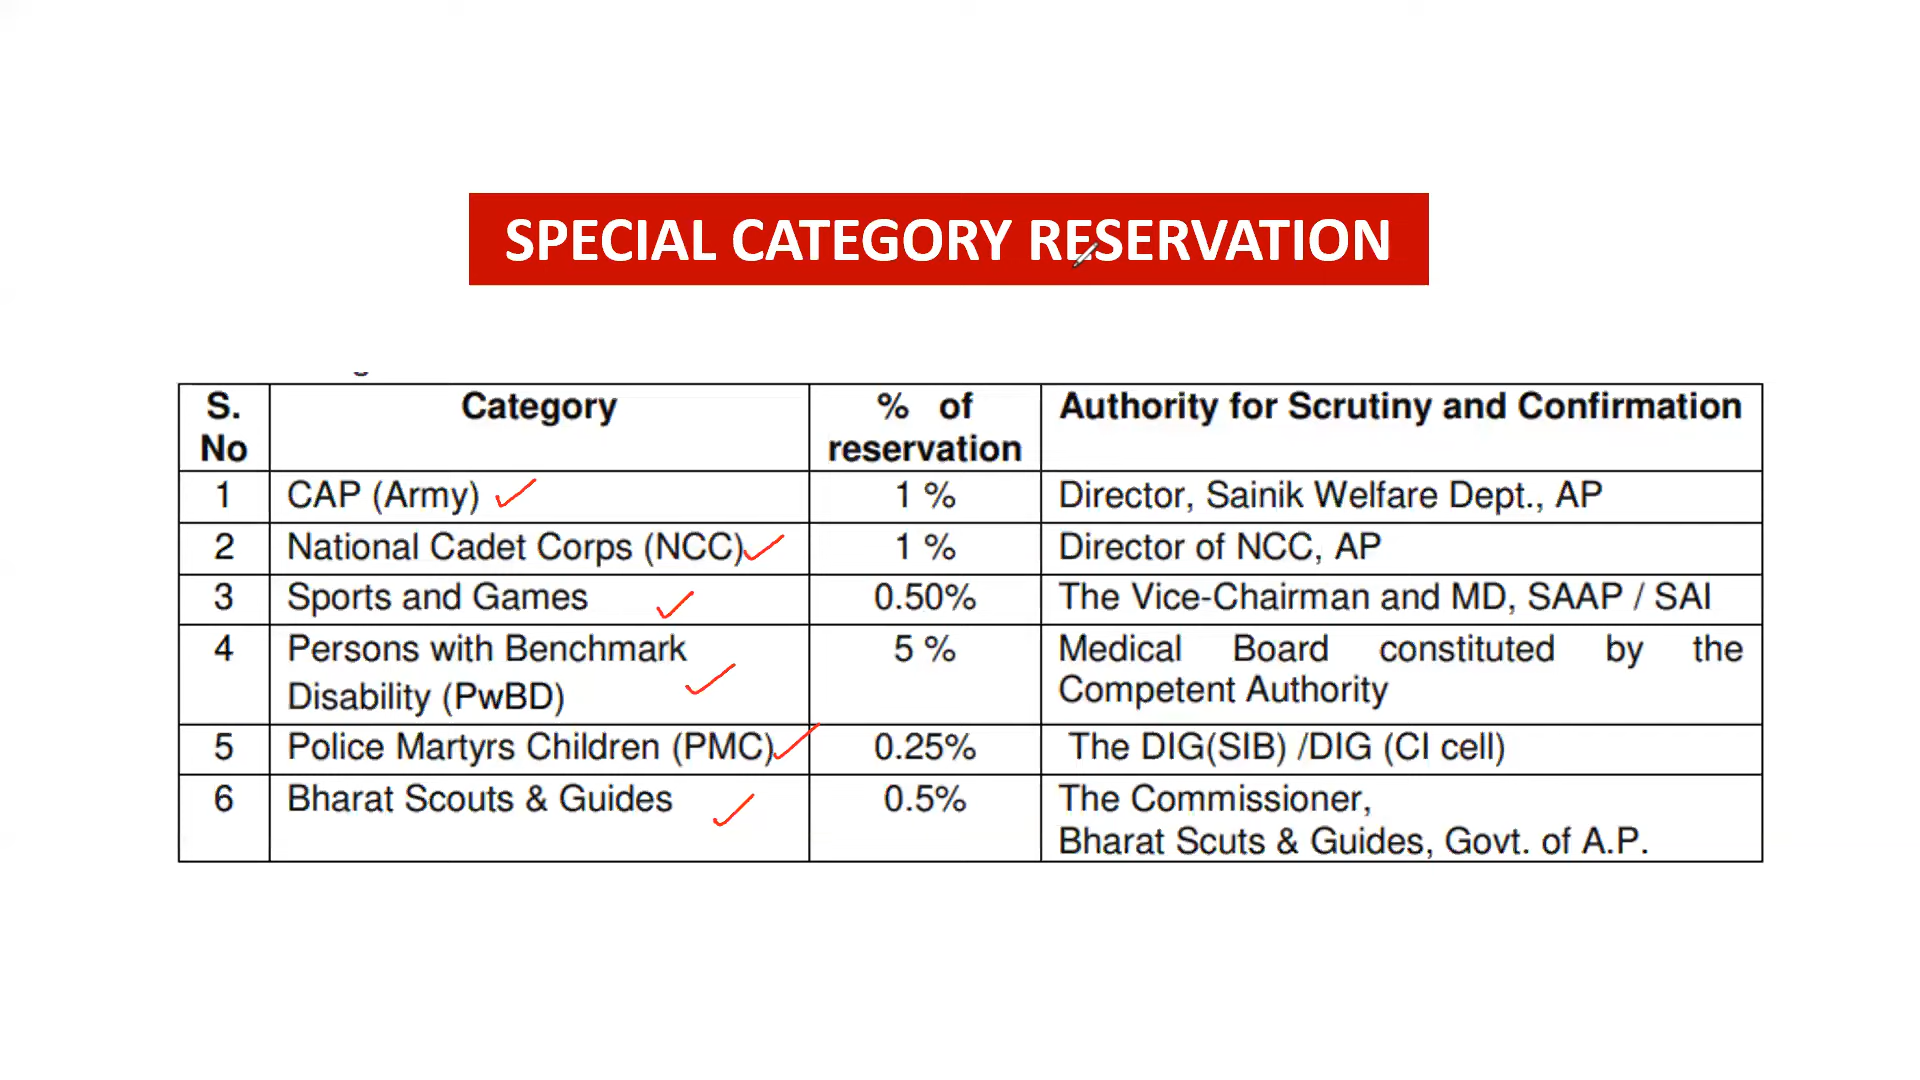 SPECIAL CATEGORY RESERVATION
S. No Category % of reservation Authority for Scrutiny and Confirmation
1 CAP (Army) 1 % Director, Sainik Welfare Dept., AP
2 National Cadet Corps (NCC) 1 % Director of NCC, AP
3 Sports and Games 0.50% The Vice-Chairman and MD, SAAP / SAI
4 Persons with Benchmark Disability (PwBD) 5 % Medical Board constituted by the Competent Authority
5 Police Martyrs Children (PMC) 0.25% The DIG(SIB) /DIG (CI cell)
6 Bharat Scouts & Guides 0.5% The Commissioner,
Bharat Scuts & Guides, Govt. of A.P.